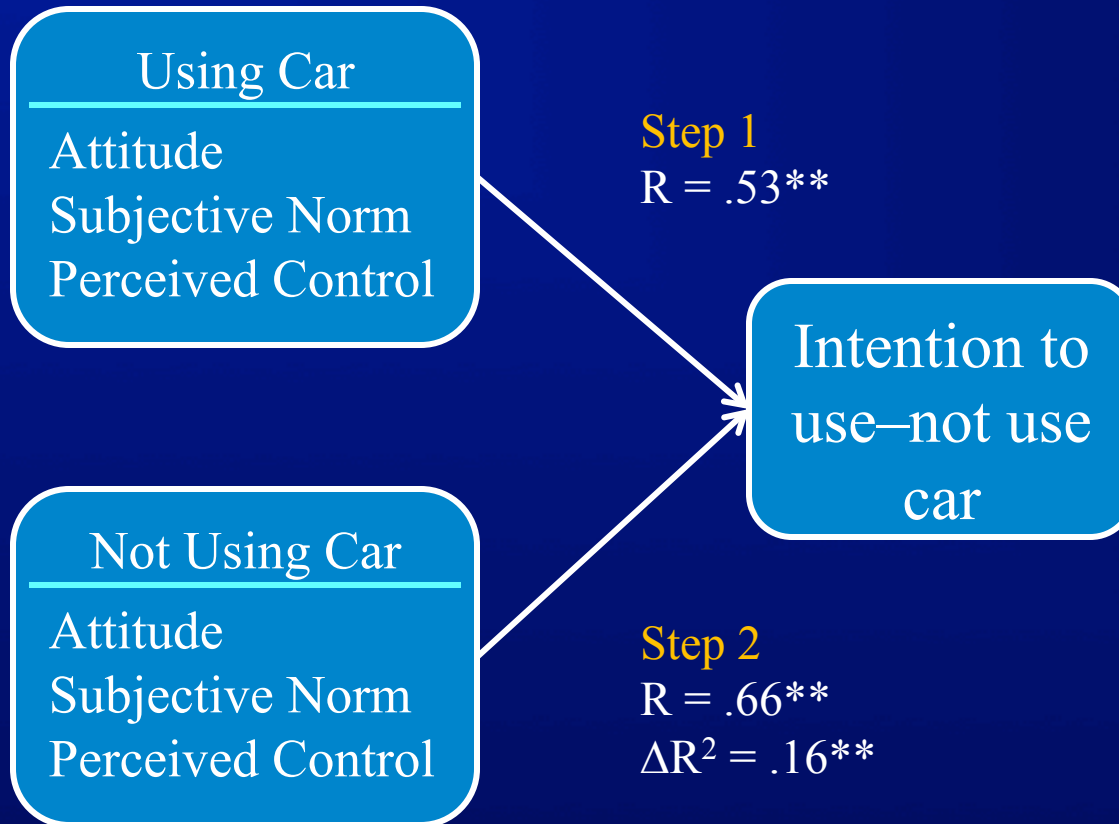 Using Car
Attitude
Subjective Norm
Perceived Control
Step 1
R = .53**
Intention to
use–not use
car
Not Using Car
Attitude
Subjective Norm
Perceived Control
Step 2
R = .66**
ΔR² = .16**